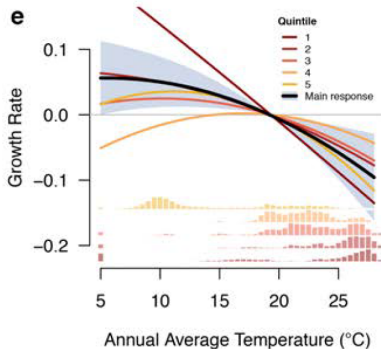 e
Quintile
1
2
3
4
5
Main response
Growth Rate
0.1
0.0
−0.1
−0.2
5
10
15
20
25
Annual Average Temperature (°C)